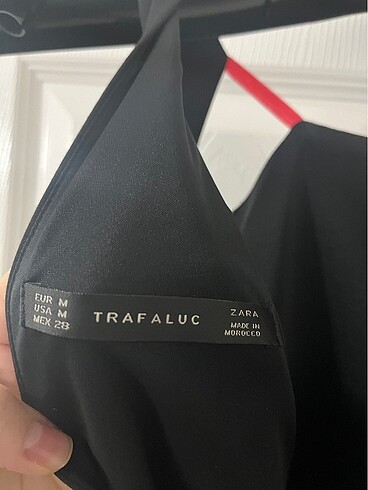 EUR M
USA M
MEX 28
TRAFALUC
ZARA
MADE IN
MOROCCO